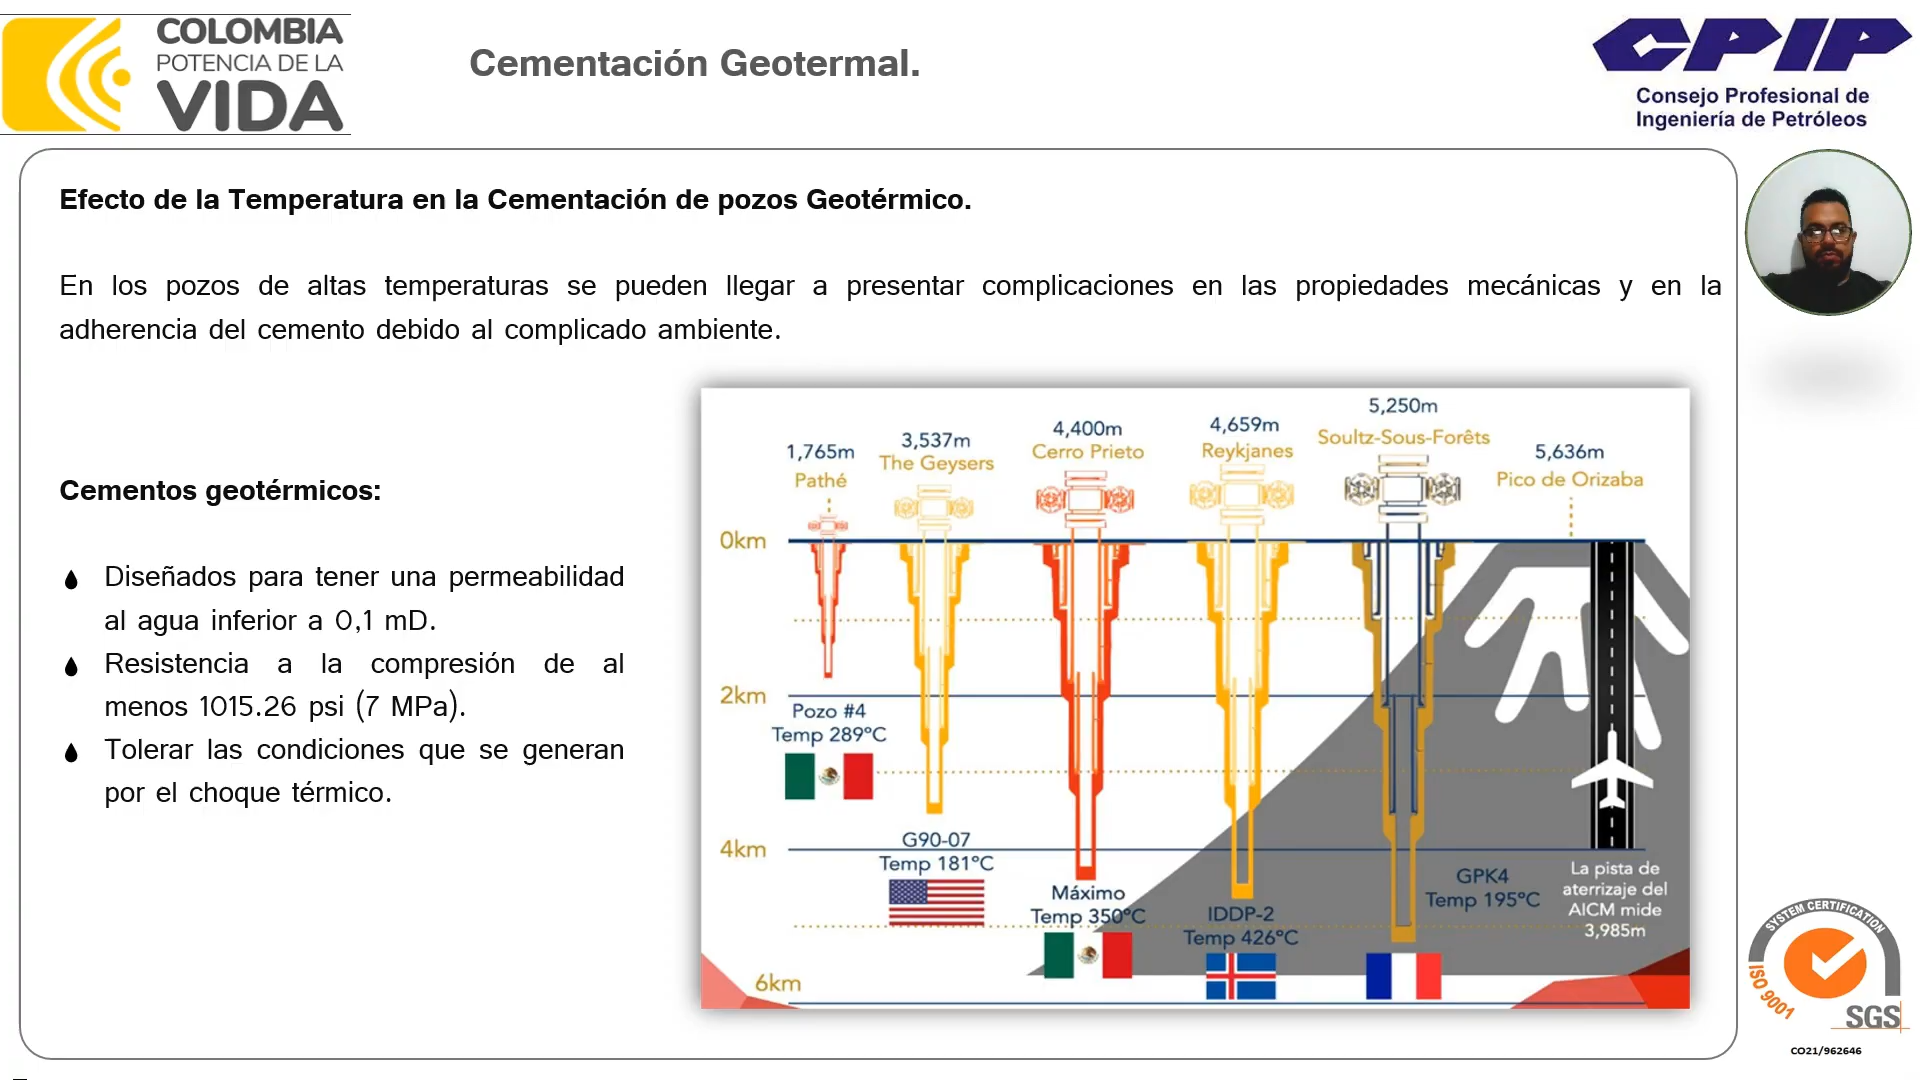 COLOMBIA
POTENCIA DE LA
VIDA
Cementación Geotermal.
CPIP
Consejo Profesional de
Ingeniería de Petróleos
Efecto de la Temperatura en la Cementación de pozos Geotérmico.
En los pozos de altas temperaturas se pueden llegar a presentar complicaciones en las propiedades mecánicas y en la
adherencia del cemento debido al complicado ambiente.
Cementos geotérmicos:
Diseñados para tener una permeabilidad
al agua inferior a 0,1 mD.
Resistencia a la compresión de al
menos 1015.26 psi (7 MPa).
Tolerar las condiciones que se generan
por el choque térmico.
1,765m
Pathé
3,537m
The Geysers
4,400m
Cerro Prieto
4,659m
Reykjanes
5,250m
Soultz-Sous-Forêts
5,636m
Pico de Orizaba
0km
2km
4km
6km
Pozo #4
Temp 289°C
G90-07
Temp 181°C
Máximo
Temp 350°C
IDDP-2
Temp 426°C
GPK4
Temp 195°C
La pista de
aterrizaje del
AICM mide
3,985m
SYSTEM CERTIFICATION
ISO 9001
SGS
CO21/962646